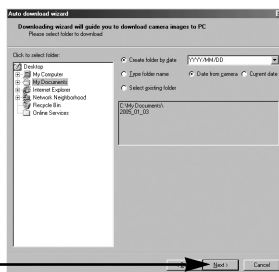 Auto download wizard
Downloading wizard will guide you to download camera images to PC
Please select folder to download
Click to select folder:
Desktop
My Computer
My Documents
Internet Explorer
Network Neighborhood
Recycle Bin
Online Services
Create folder by date
YYYY/MM/DD
Type folder name
Date from camera
Current date
Select existing folder
C:\My Documents\
2005_01_03
Next >
Cancel